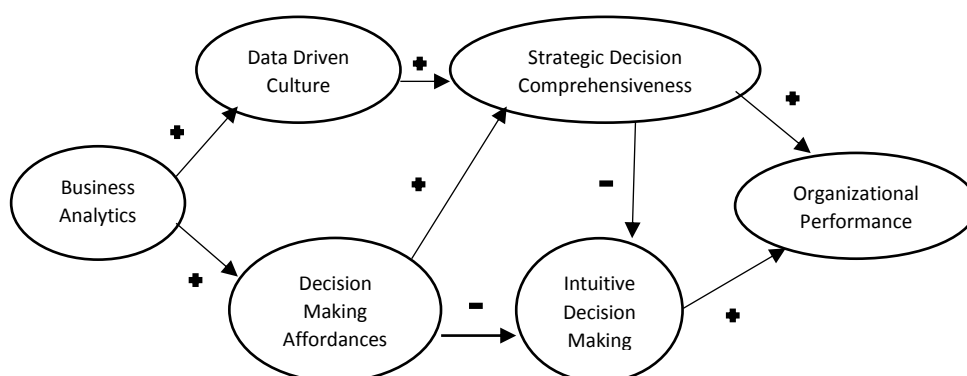 Data Driven
Culture
Strategic Decision
Comprehensiveness
Business
Analytics
Organizational
Performance
Decision
Making
Affordances
Intuitive
Decision
Making
+
+
+
+
+
+
-
-